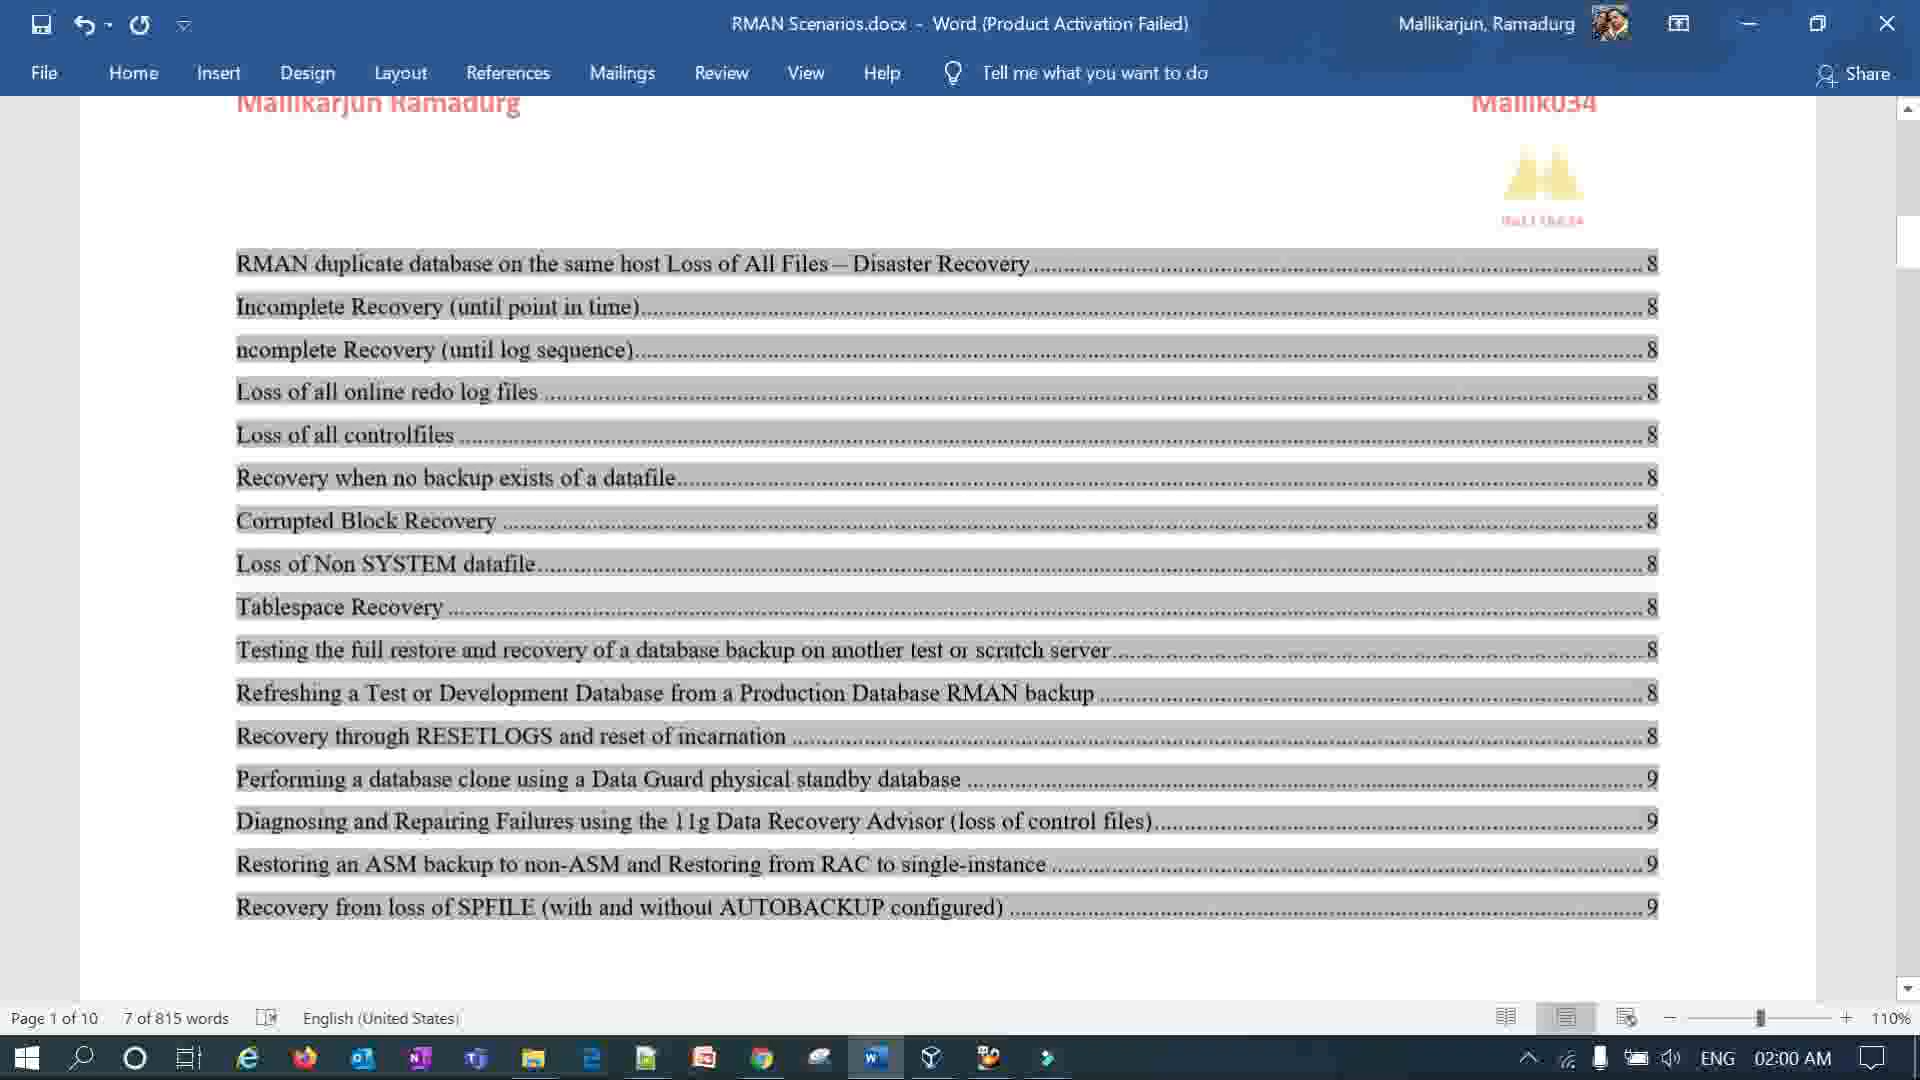 RMAN Scenarios.docx - Word (Product Activation Failed)
Mallikarjun, Ramadurg
File Home Insert Design Layout References Mailings Review View Help Tell me what you want to do Share
Mallikarjun Ramadurg Mallik034
RMAN duplicate database on the same host Loss of All Files – Disaster Recovery 8
Incomplete Recovery (until point in time) 8
ncomplete Recovery (until log sequence) 8
Loss of all online redo log files 8
Loss of all controlfiles 8
Recovery when no backup exists of a datafile 8
Corrupted Block Recovery 8
Loss of Non SYSTEM datafile 8
Tablespace Recovery 8
Testing the full restore and recovery of a database backup on another test or scratch server 8
Refreshing a Test or Development Database from a Production Database RMAN backup 8
Recovery through RESETLOGS and reset of incarnation 8
Performing a database clone using a Data Guard physical standby database 9
Diagnosing and Repairing Failures using the 11g Data Recovery Advisor (loss of control files) 9
Restoring an ASM backup to non-ASM and Restoring from RAC to single-instance 9
Recovery from loss of SPFILE (with and without AUTOBACKUP configured) 9
Page 1 of 10 7 of 815 words English (United States) 110%
ENG 02:00 AM